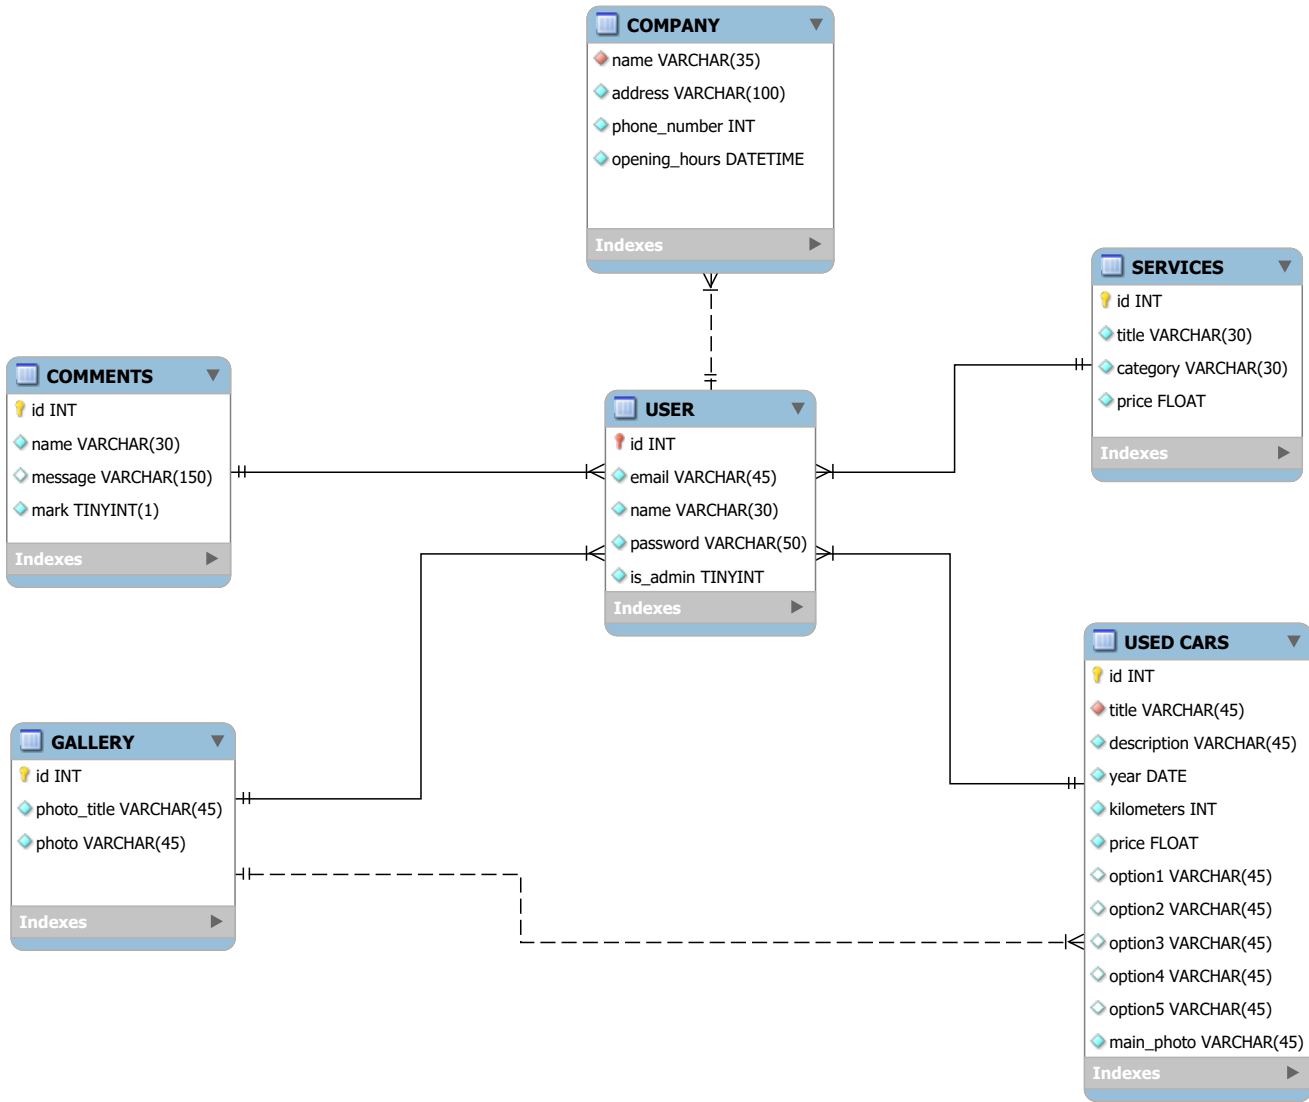 COMPANY
name VARCHAR(35)
address VARCHAR(100)
phone_number INT
opening_hours DATETIME
Indexes
SERVICES
id INT
title VARCHAR(30)
category VARCHAR(30)
price FLOAT
Indexes
COMMENTS
id INT
name VARCHAR(30)
message VARCHAR(150)
mark TINYINT(1)
Indexes
USER
id INT
email VARCHAR(45)
name VARCHAR(30)
password VARCHAR(50)
is_admin TINYINT
Indexes
GALLERY
id INT
photo_title VARCHAR(45)
photo VARCHAR(45)
Indexes
USED CARS
id INT
title VARCHAR(45)
description VARCHAR(45)
year DATE
kilometers INT
price FLOAT
option1 VARCHAR(45)
option2 VARCHAR(45)
option3 VARCHAR(45)
option4 VARCHAR(45)
option5 VARCHAR(45)
main_photo VARCHAR(45)
Indexes